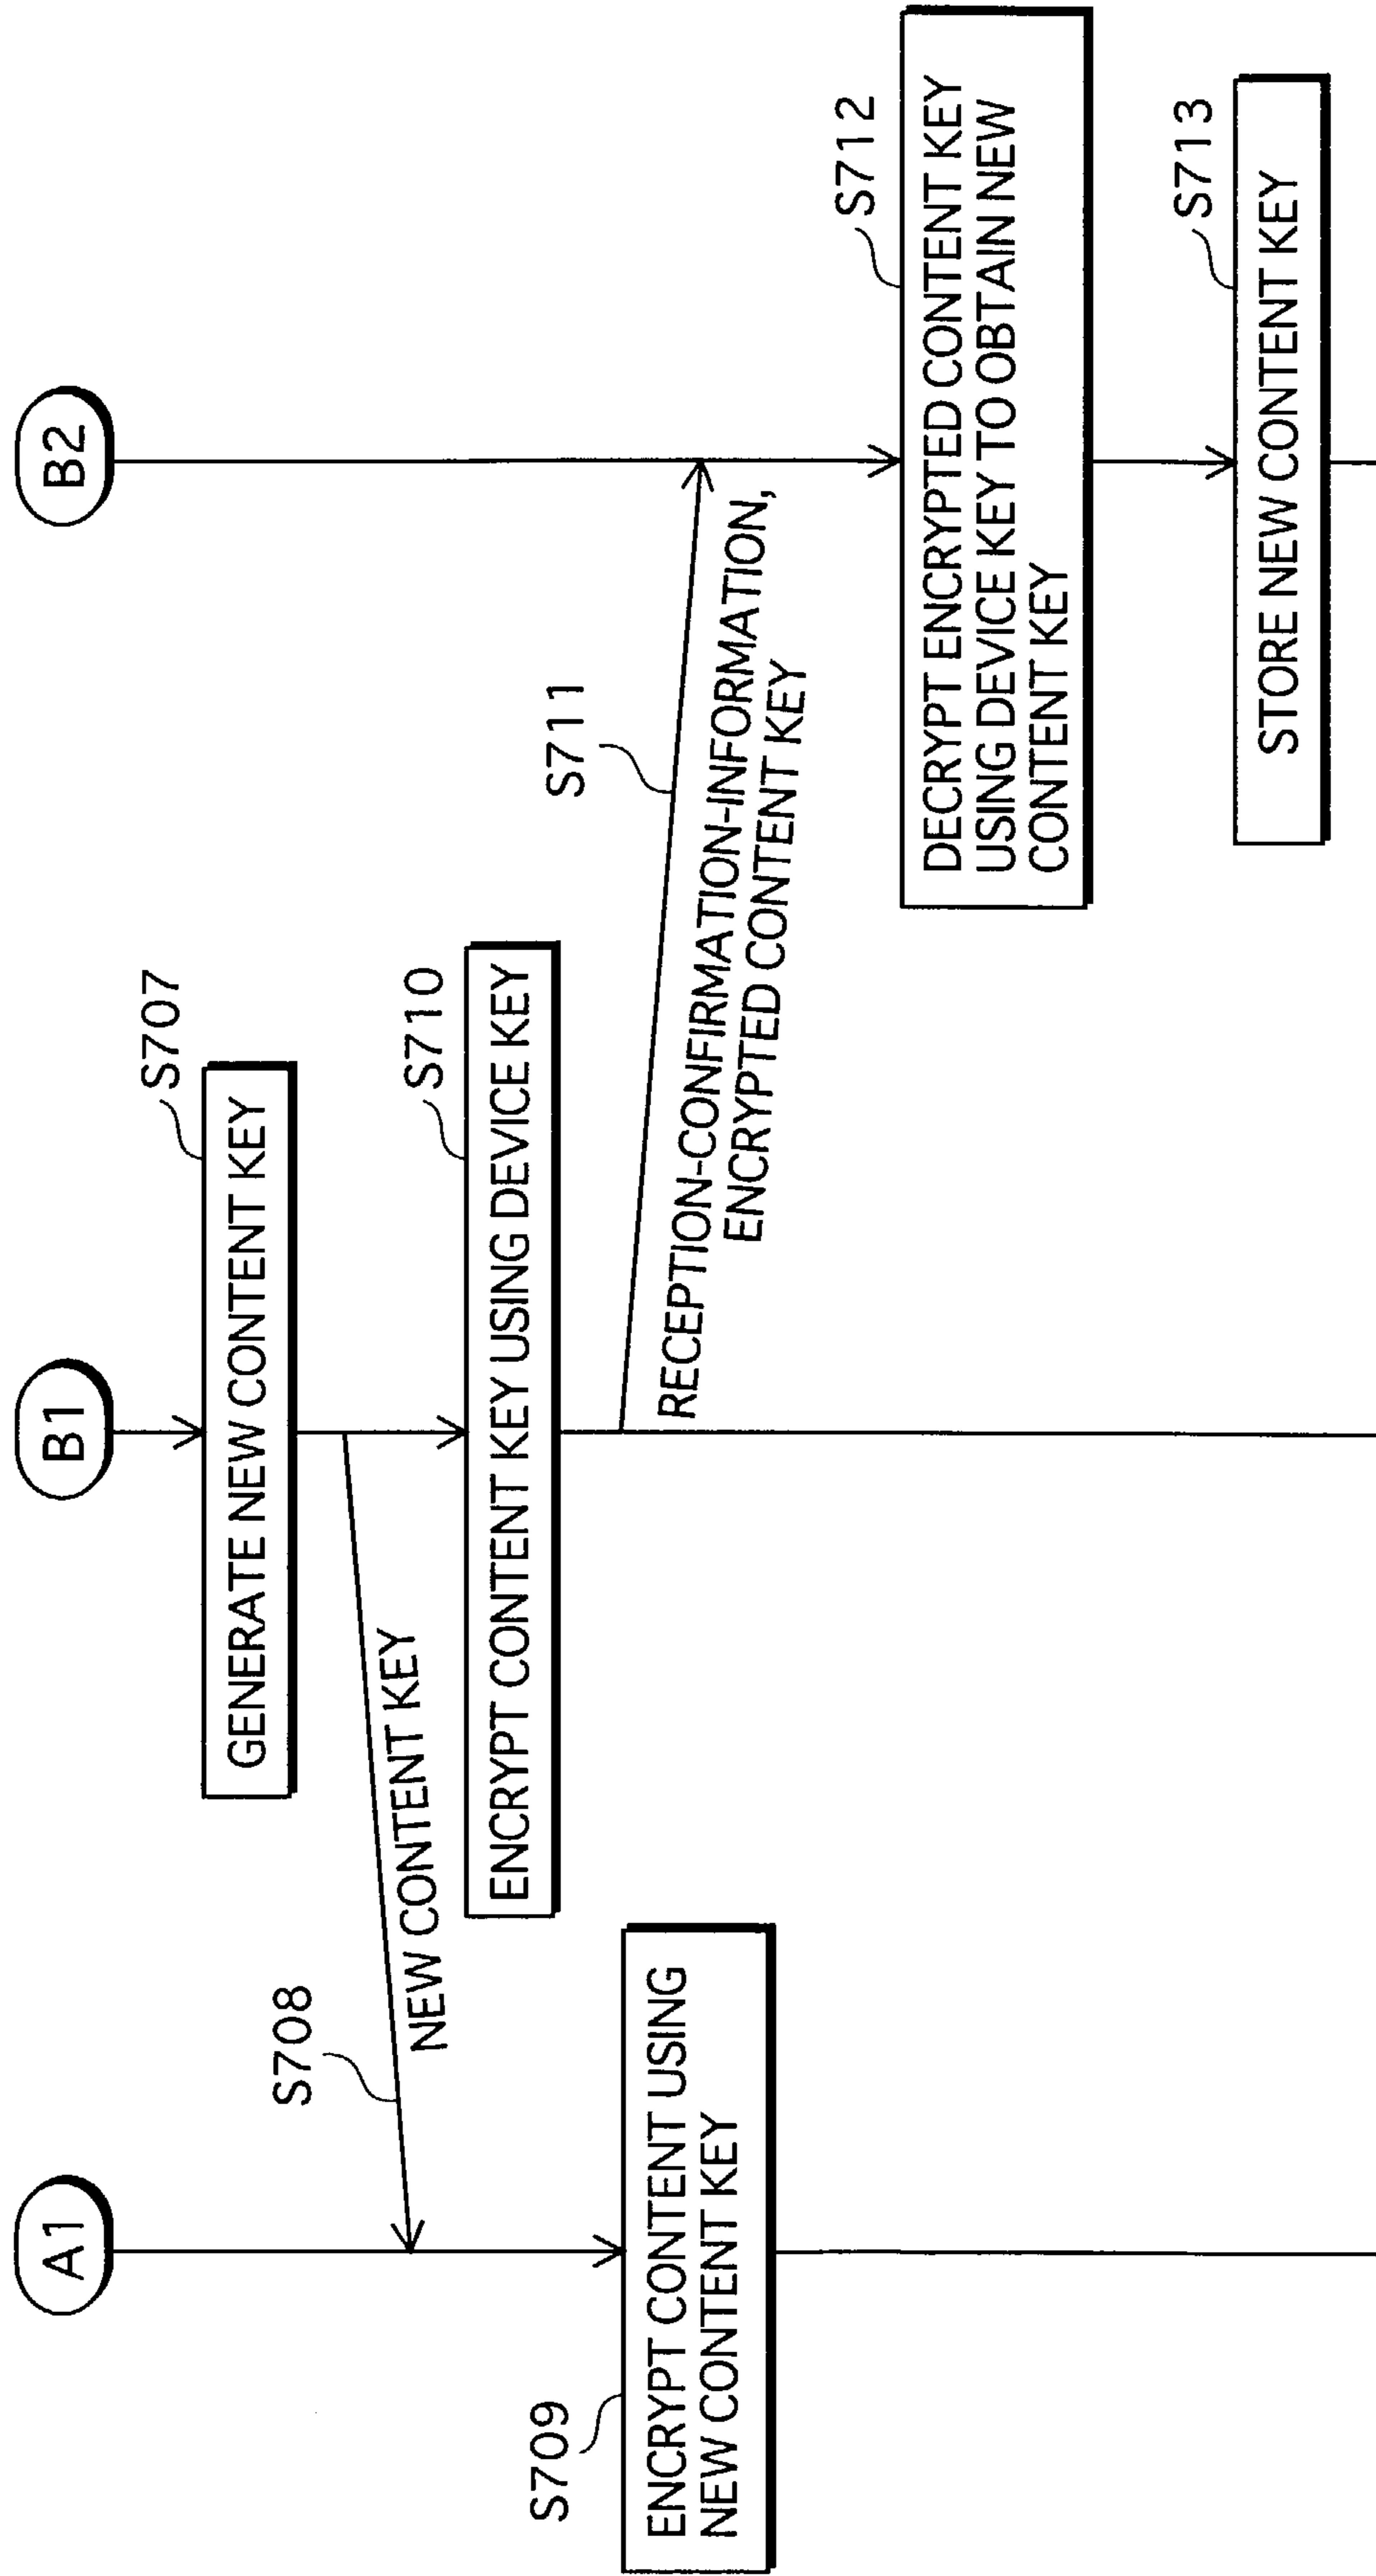 A1
B1
B2
S707
GENERATE NEW CONTENT KEY
S708
NEW CONTENT KEY
S709
ENCRYPT CONTENT USING
NEW CONTENT KEY
S710
ENCRYPT CONTENT KEY USING DEVICE KEY
S711
RECEPTION-CONFIRMATION-INFORMATION,
ENCRYPTED CONTENT KEY
S712
DECRYPT ENCRYPTED CONTENT KEY
USING DEVICE KEY TO OBTAIN NEW
CONTENT KEY
S713
STORE NEW CONTENT KEY